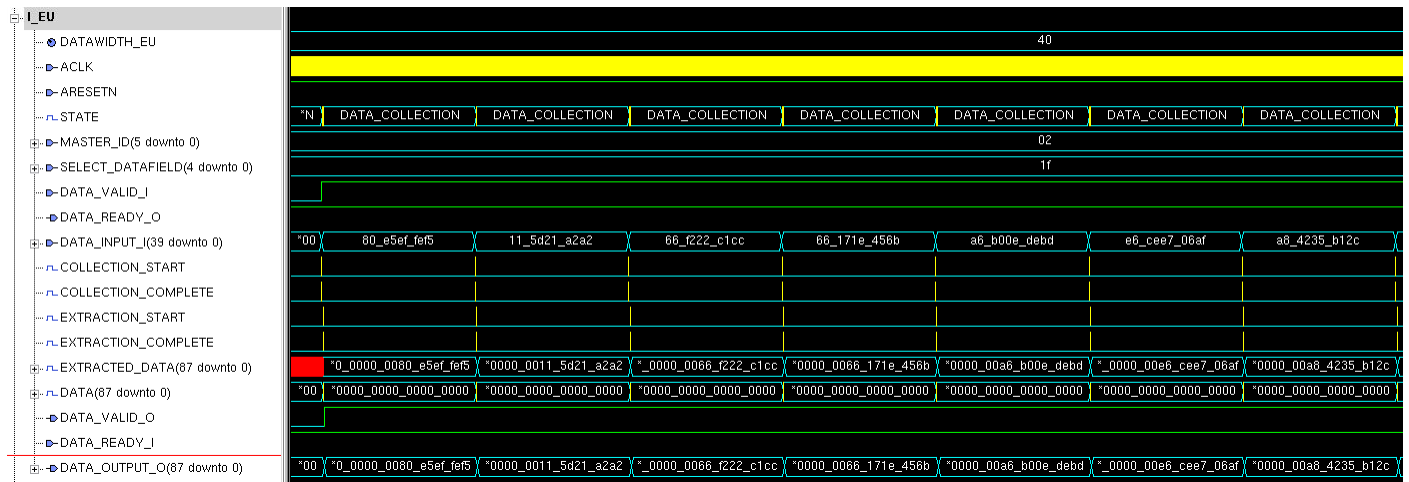 I_EU
DATAWIDTH_EU 40
ACLK
ARESETN
STATE *N DATA_COLLECTION DATA_COLLECTION DATA_COLLECTION DATA_COLLECTION DATA_COLLECTION DATA_COLLECTION DATA_COLLECTION
MASTER_ID(5 downto 0) 02
SELECT_DATAFIELD(4 downto 0) 1f
DATA_VALID_I
DATA_READY_O
DATA_INPUT_I(39 downto 0) *00 80_e5ef_fef5 11_5d21_a2a2 66_f222_c1cc 66_171e_456b a6_b00e_debd e6_cee7_06af a8_4235_b12c
COLLECTION_START
COLLECTION_COMPLETE
EXTRACTION_START
EXTRACTION_COMPLETE
EXTRACTED_DATA(87 downto 0) *0_0000_0080_e5ef_fef5 *0000_0011_5d21_a2a2 *_0000_0066_f222_c1cc *0000_0066_171e_456b *0000_00a6_b00e_debd *_0000_00e6_cee7_06af *0000_00a8_4235_b12c
DATA(87 downto 0) *00 *0000_0000_0000_0000 *0000_0000_0000_0000 *0000_0000_0000_0000 *0000_0000_0000_0000 *0000_0000_0000_0000 *0000_0000_0000_0000 *0000_0000_0000_0000
DATA_VALID_O
DATA_READY_I
DATA_OUTPUT_O(87 downto 0) *00 *0_0000_0080_e5ef_fef5 *0000_0011_5d21_a2a2 *_0000_0066_f222_c1cc *0000_0066_171e_456b *0000_00a6_b00e_debd *_0000_00e6_cee7_06af *0000_00a8_4235_b12c